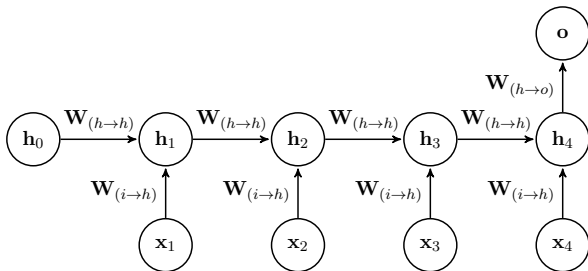 o
W(h→o)
W(h→h) W(h→h) W(h→h) W(h→h)
h0 h1 h2 h3 h4
W(i→h) W(i→h) W(i→h) W(i→h)
x1 x2 x3 x4